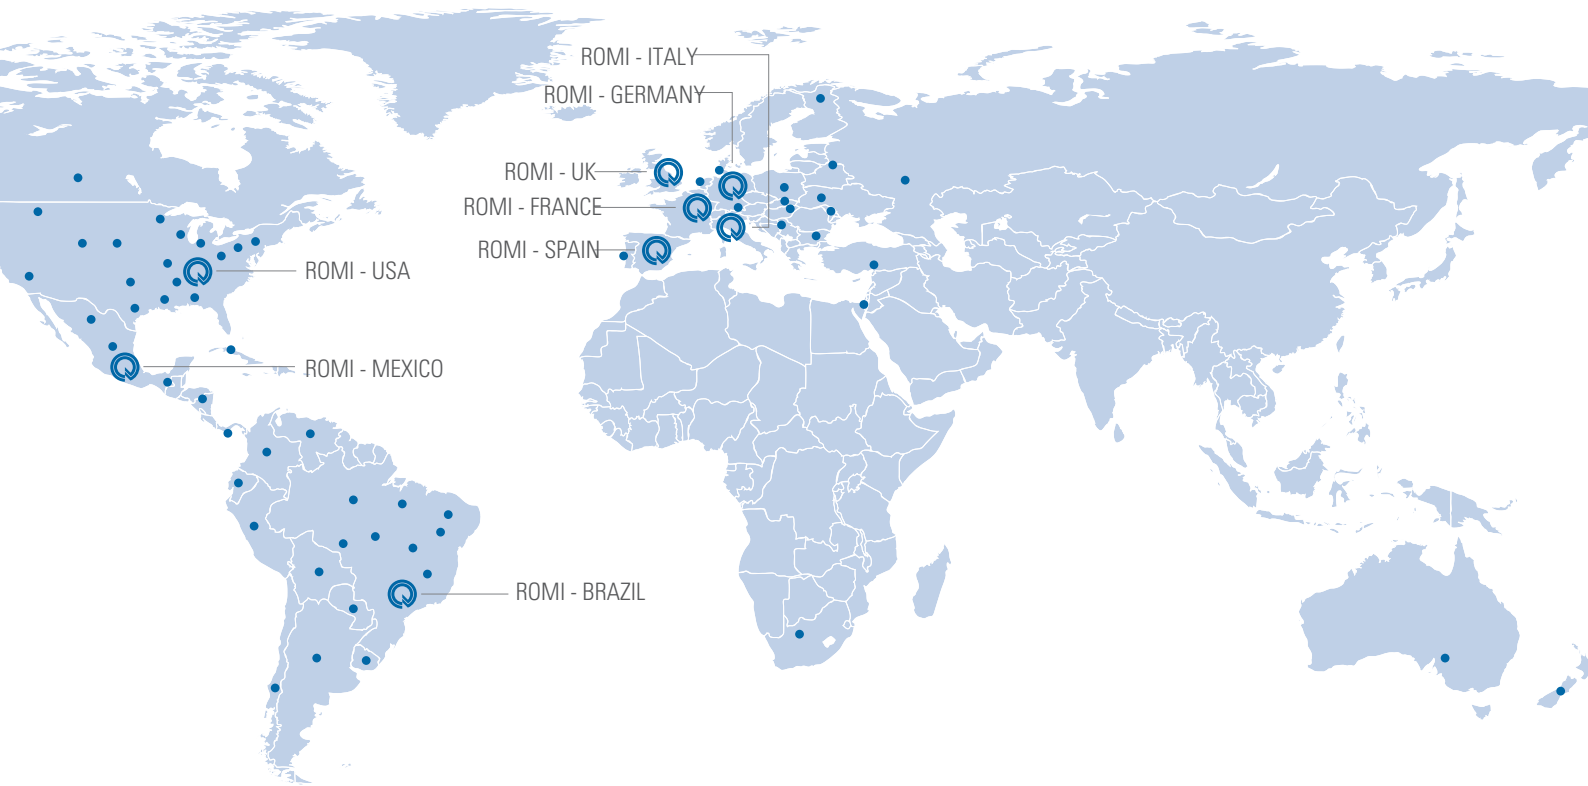 ROMI - ITALY
ROMI - GERMANY
ROMI - UK
ROMI - FRANCE
ROMI - SPAIN
ROMI - USA
ROMI - MEXICO
ROMI - BRAZIL